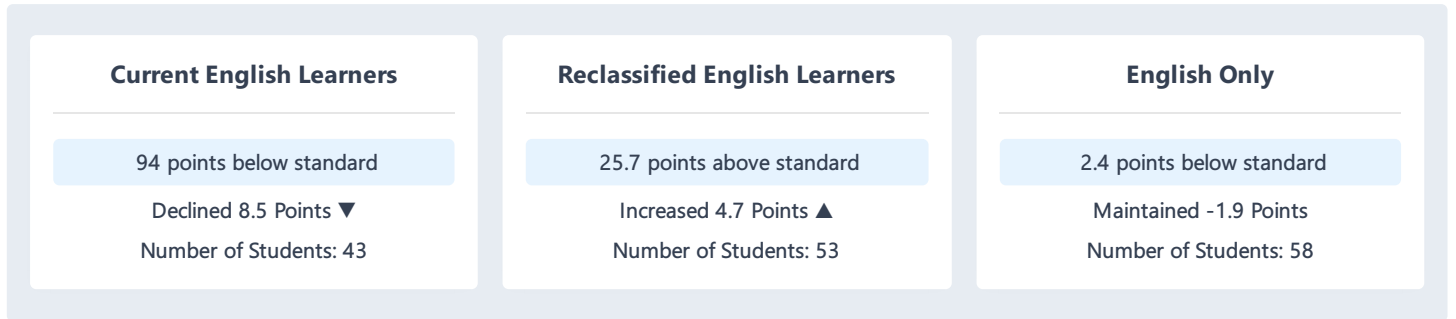 Current English Learners
94 points below standard
Declined 8.5 Points ▼
Number of Students: 43
Reclassified English Learners
25.7 points above standard
Increased 4.7 Points ▲
Number of Students: 53
English Only
2.4 points below standard
Maintained -1.9 Points
Number of Students: 58